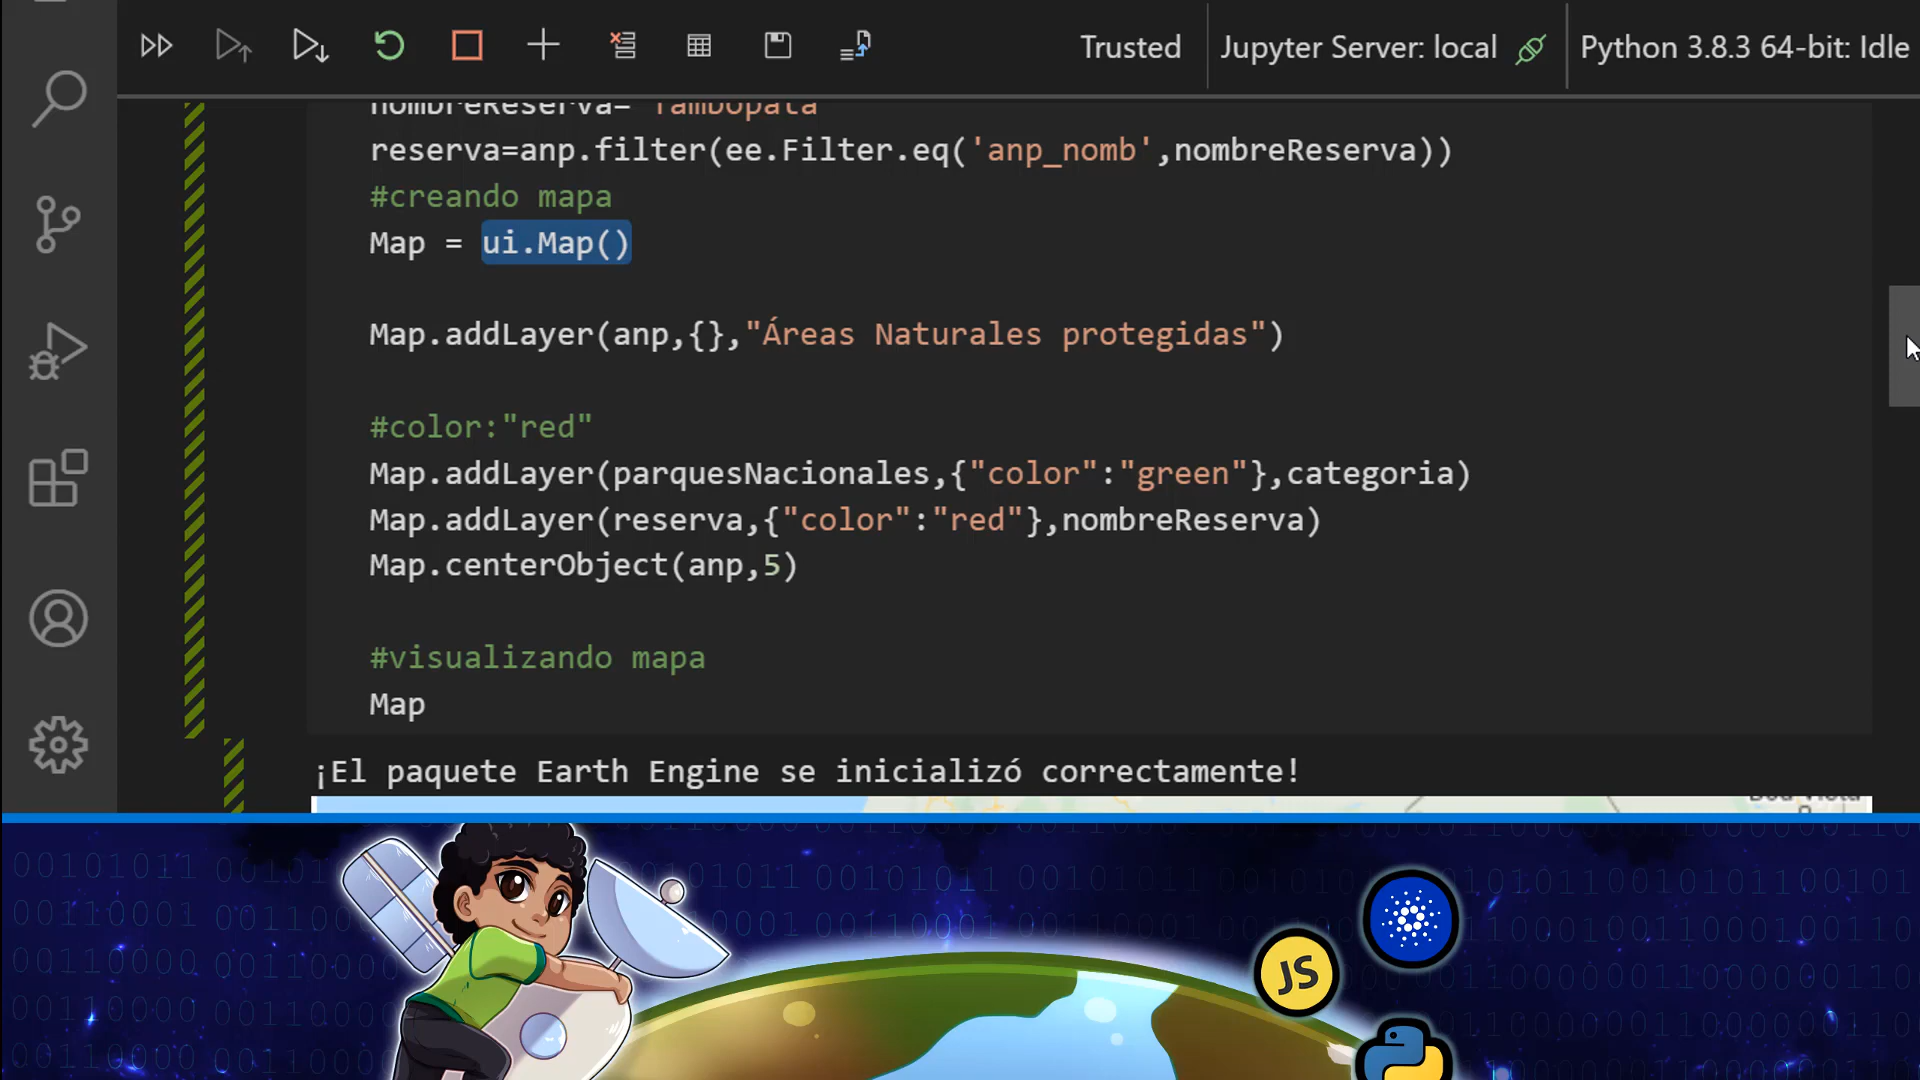 Trusted
Jupyter Server: local
Python 3.8.3 64-bit: Idle
nombreReserva= Tambopata
reserva=anp.filter(ee.Filter.eq('anp_nomb',nombreReserva))
#creando mapa
Map = ui.Map()
Map.addLayer(anp,{},"Áreas Naturales protegidas")
#color:"red"
Map.addLayer(parquesNacionales,{"color":"green"},categoria)
Map.addLayer(reserva,{"color":"red"},nombreReserva)
Map.centerObject(anp,5)
#visualizando mapa
Map
¡El paquete Earth Engine se inicializó correctamente!
JS